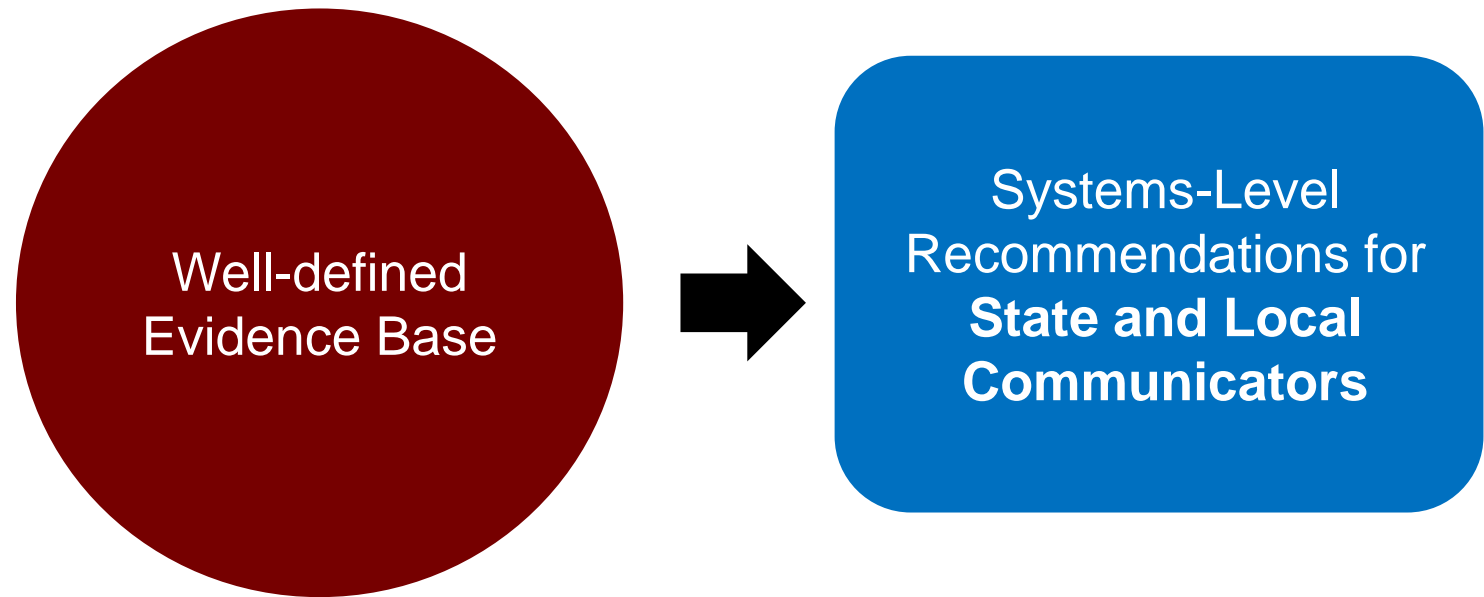 Well-defined
Evidence Base
Systems-Level
Recommendations for
State and Local
Communicators